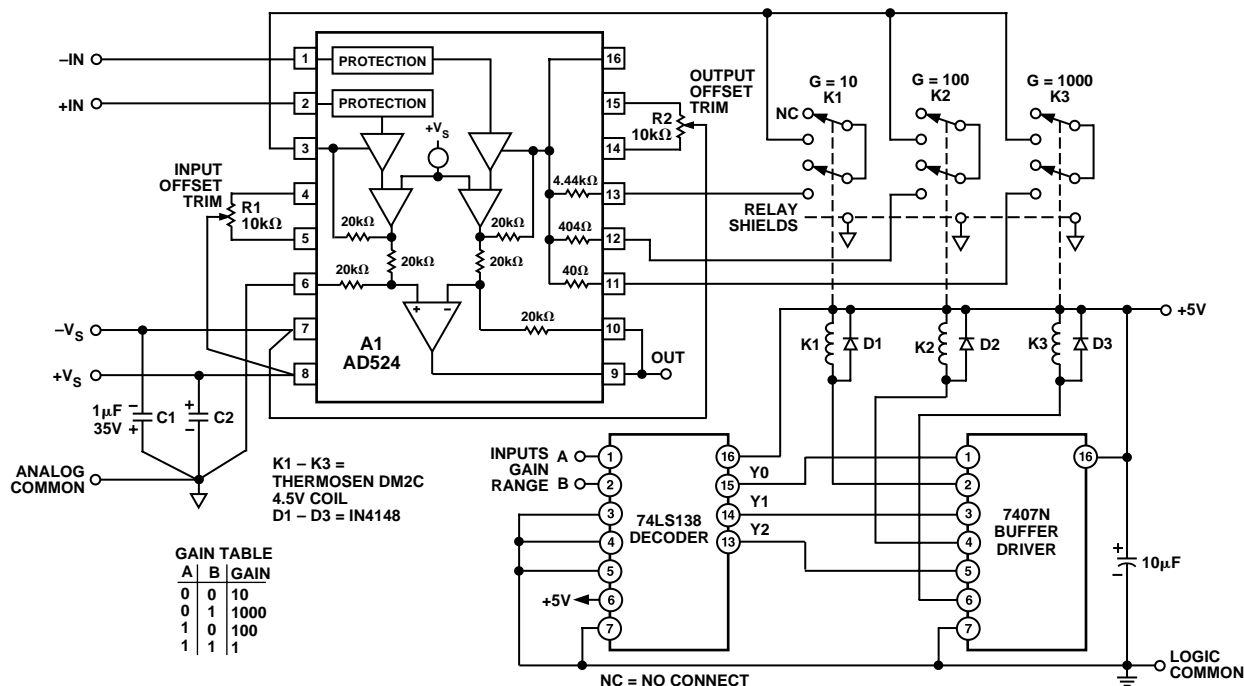 –IN
+IN
1
2
3
4
5
6
7
8
PROTECTION
PROTECTION
+VS
16
15
14
13
12
11
10
9
OUTPUT
OFFSET
TRIM
R2
10kΩ
INPUT
OFFSET
TRIM
R1
10kΩ
4.44kΩ
404Ω
40Ω
20kΩ
20kΩ
20kΩ
20kΩ
20kΩ
20kΩ
+
–
A1
AD524
OUT
G = 10
K1
G = 100
K2
G = 1000
K3
NC
RELAY
SHIELDS
–VS
+VS
1µF
35V
–
+
C1
+
–
C2
ANALOG
COMMON
+5V
K1
D1
K2
D2
K3
D3
K1 – K3 =
THERMOSEN DM2C
4.5V COIL
D1 – D3 = IN4148
GAIN TABLE
A B GAIN
0 0 10
0 1 1000
1 0 100
1 1 1
INPUTS
GAIN
RANGE
A
B
1
2
3
4
5
6
7
+5V
74LS138
DECODER
16
15
14
13
Y0
Y1
Y2
1
2
3
4
5
6
7
7407N
BUFFER
DRIVER
16
+
–
10µF
LOGIC
COMMON
NC = NO CONNECT